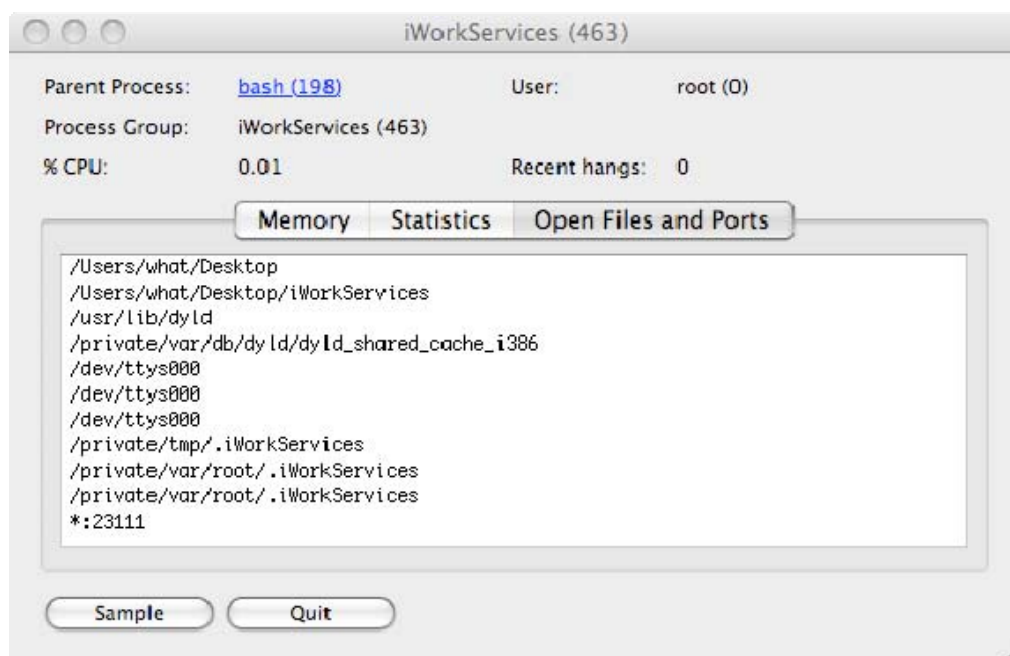 iWorkServices (463)
Parent Process: bash (198) User: root (0)
Process Group: iWorkServices (463)
% CPU: 0.01 Recent hangs: 0
Memory Statistics Open Files and Ports
/Users/what/Desktop
/Users/what/Desktop/iWorkServices
/usr/lib/dyld
/private/var/db/dyld/dyld_shared_cache_i386
/dev/ttys000
/dev/ttys000
/dev/ttys000
/private/tmp/.iWorkServices
/private/var/root/.iWorkServices
/private/var/root/.iWorkServices
*:23111
Sample Quit